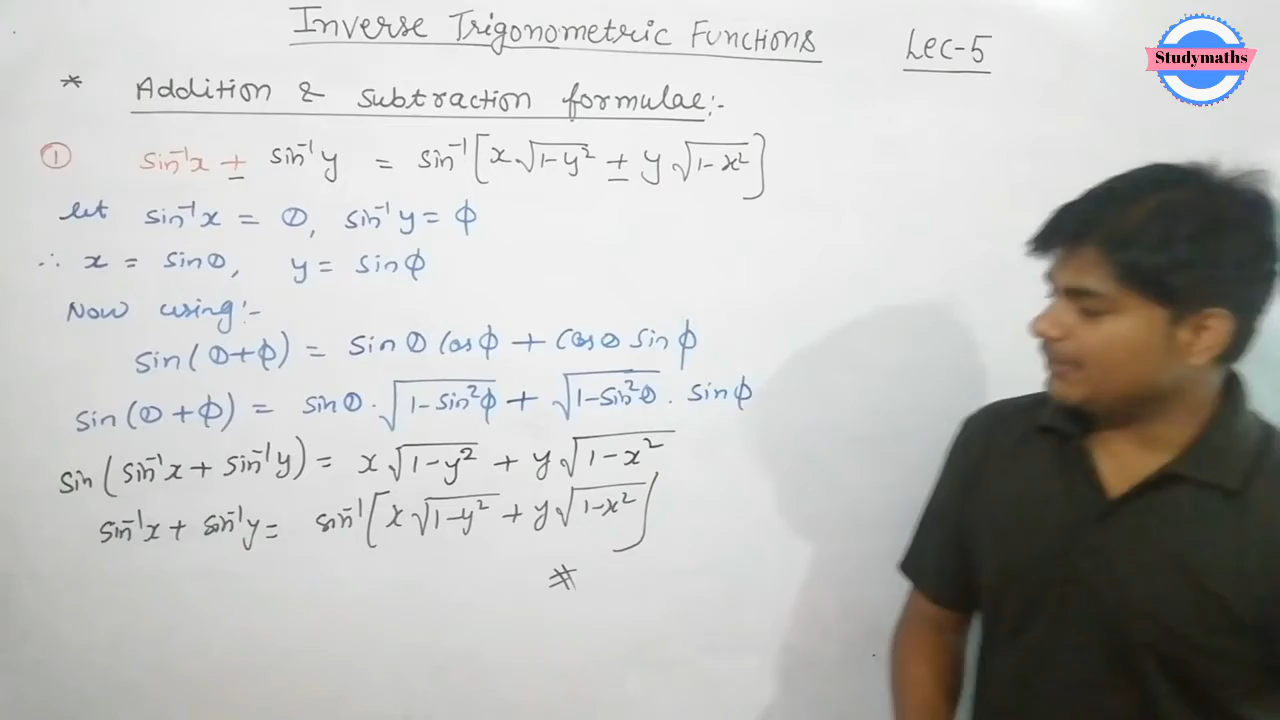 Inverse Trigonometric Functions Lec-5
Studymaths
* Addition & Subtraction formulae:-
① sin⁻¹x ± sin⁻¹y = sin⁻¹[x√1-y² ± y√1-x²]
let sin⁻¹x = θ, sin⁻¹y = ϕ
∴ x = sinθ, y = sinϕ
Now using:-
sin(θ+ϕ) = sinθ cosϕ + cosθ sinϕ
sin(θ+ϕ) = sinθ.√1-sin²ϕ + √1-sin²θ. sinϕ
sin(sin⁻¹x + sin⁻¹y) = x√1-y² + y√1-x²
sin⁻¹x + sin⁻¹y = sin⁻¹[x√1-y² + y√1-x²]
#